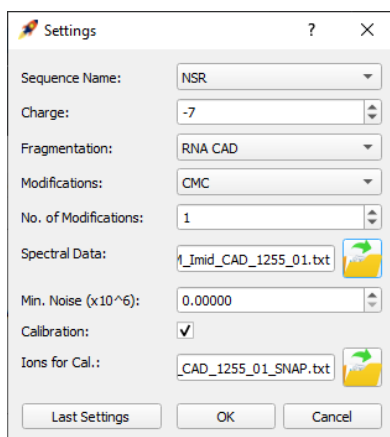 Settings ? ×
Sequence Name: NSR
Charge: -7
Fragmentation: RNA CAD
Modifications: CMC
No. of Modifications: 1
Spectral Data: _Imid_CAD_1255_01.txt
Min. Noise (x10^6): 0.00000
Calibration:
Ions for Cal.: _CAD_1255_01_SNAP.txt
Last Settings OK Cancel